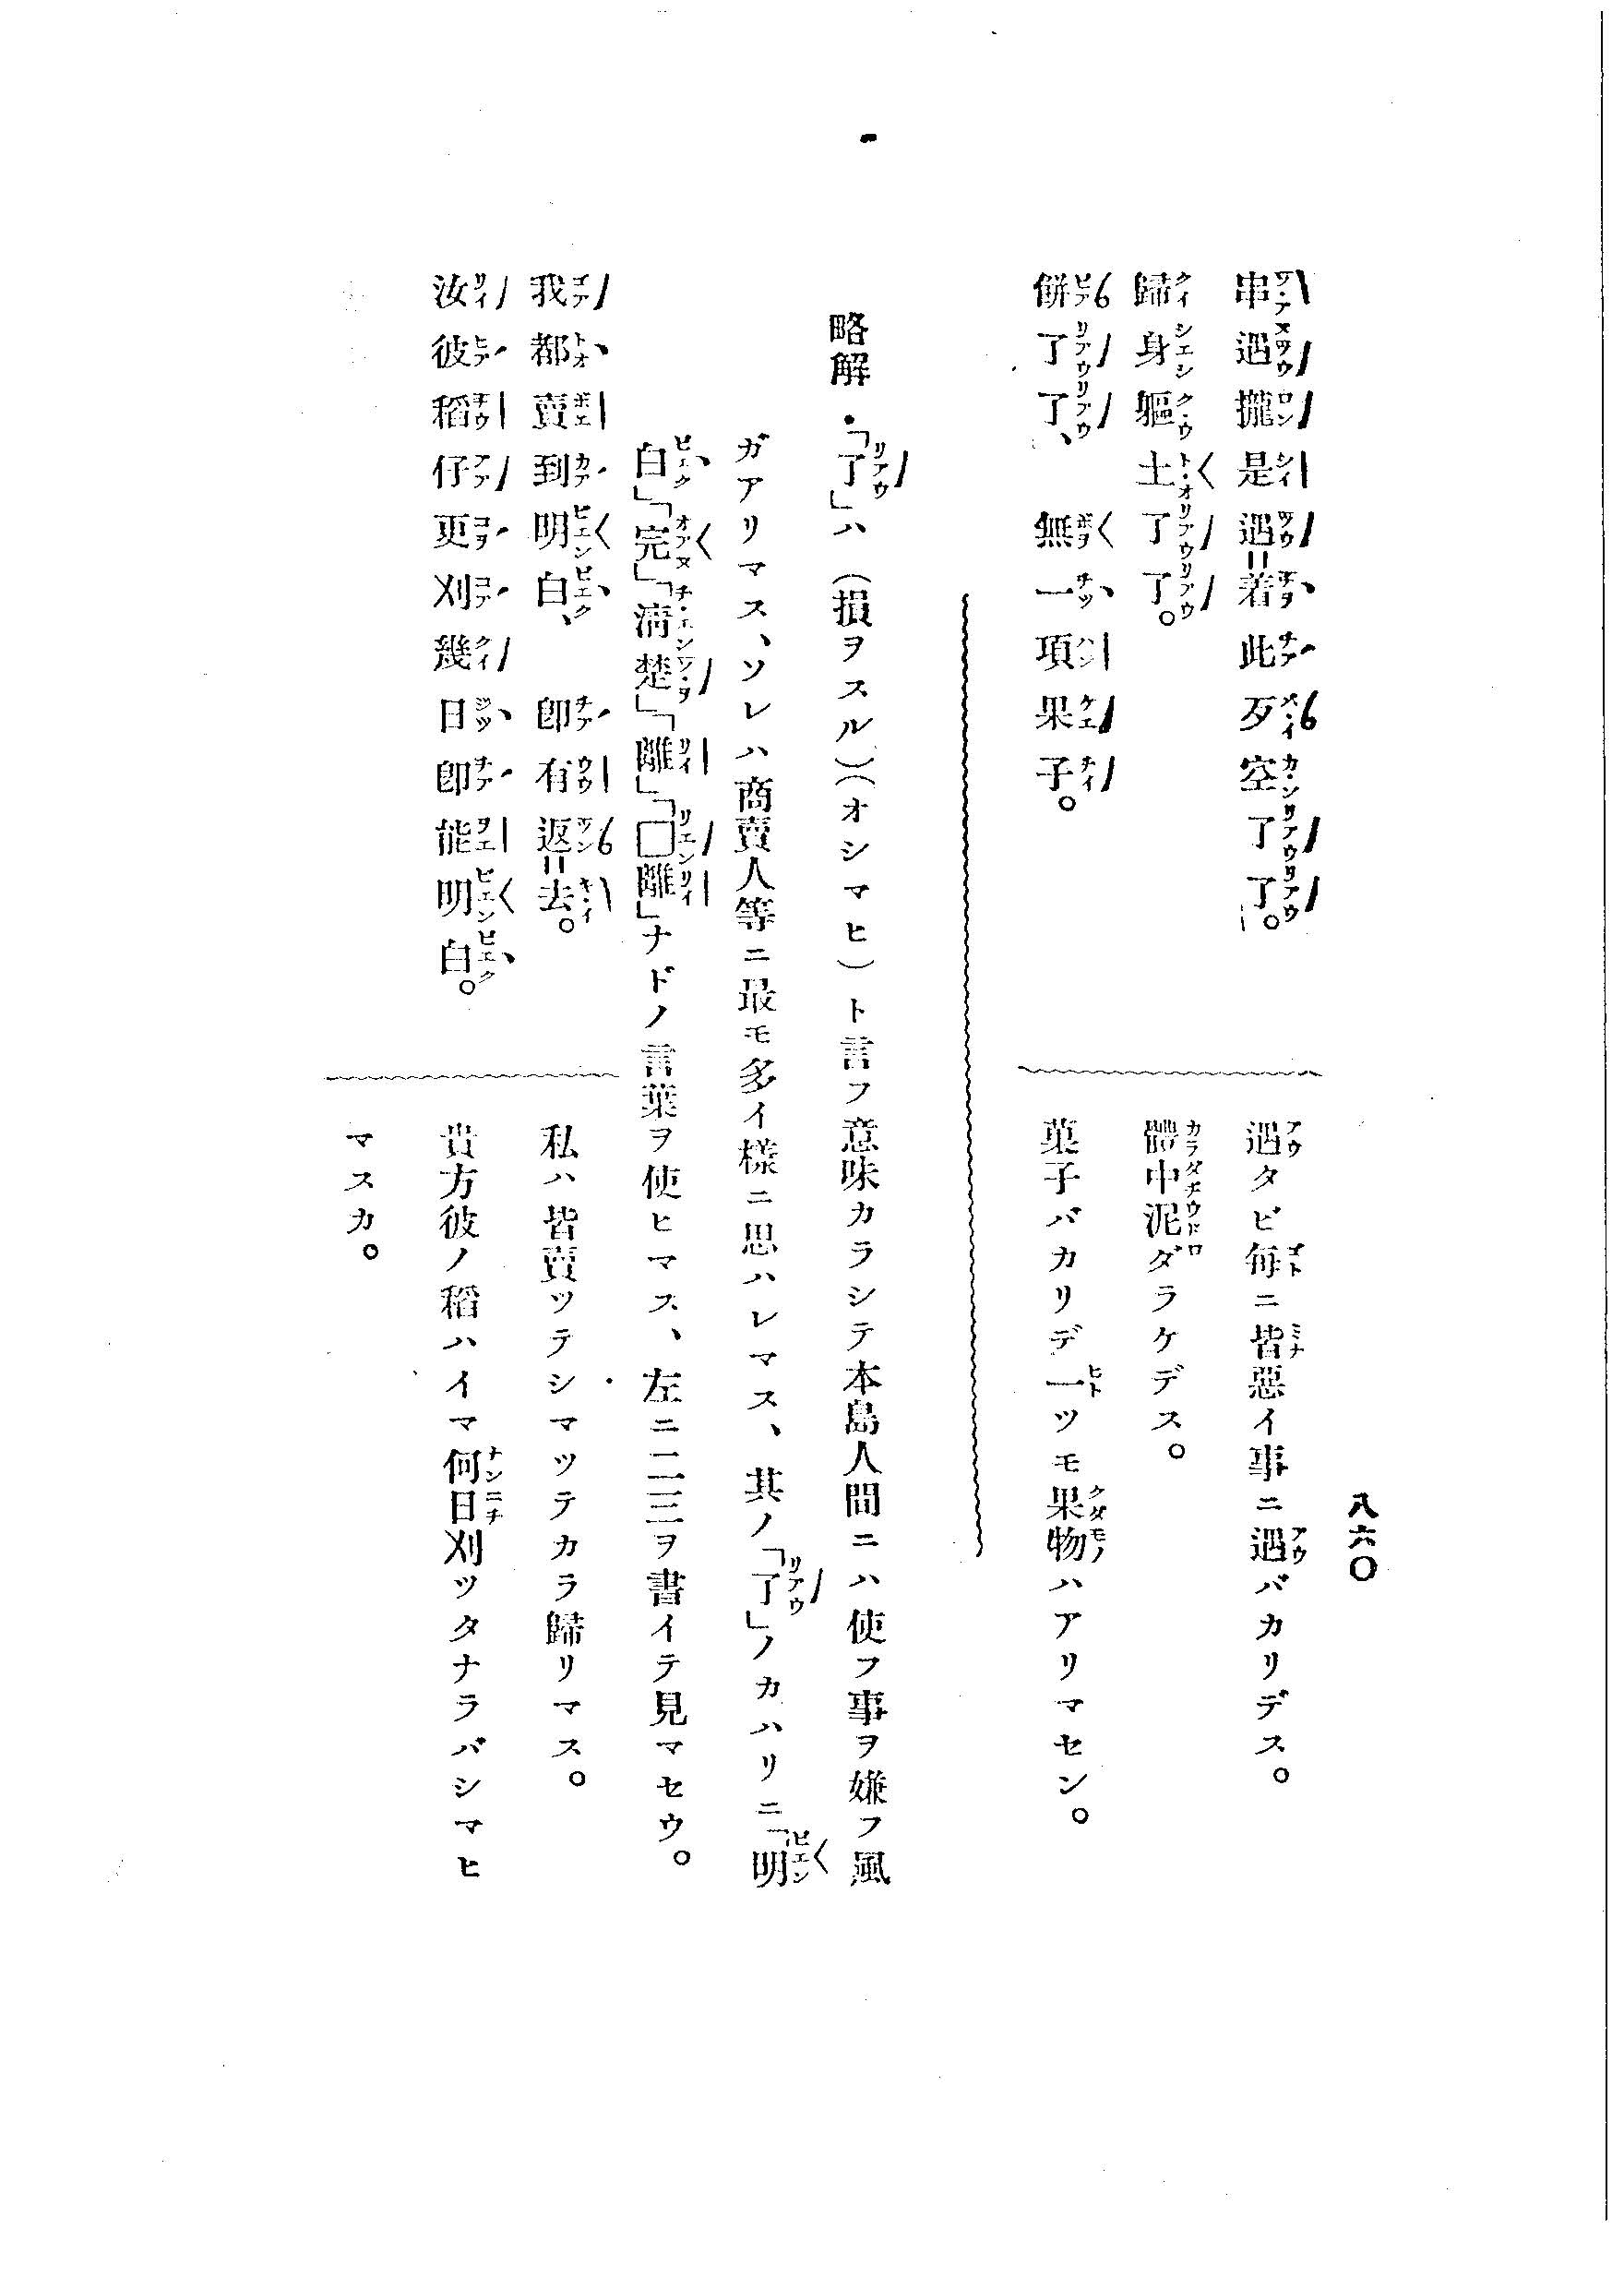 八六〇
串遇攏是遇=着此歹空了了。
遇タビ每ニ皆惡イ事ニ遇バカリデス。
歸身軀土了了。
體中泥ダラケデス。
餅了了、無一項果子。
菓子バカリデ一ツモ果物ハアリマセン。
略解・「了」ハ（損ヲスル）（オシマヒ）ト言フ意味カラシテ本島人間ニハ使フ事ヲ嫌フ風
ガアリマス、ソレハ商賣人等ニ最モ多イ樣ニ思ハレマス、其ノ「了」ノカハリニ「明
白」「完」「淸楚」「離」「□離」ナドノ言葉ヲ使ヒマス、左ニ二三ヲ書イテ見マセウ。
我都賣到明白、卽有返=去。
私ハ皆賣ツテシマツテカラ歸リマス。
汝彼稻仔更刈幾日卽能明白。
貴方彼ノ稻ハイマ何日刈ツタナラバシマヒ
マスカ。